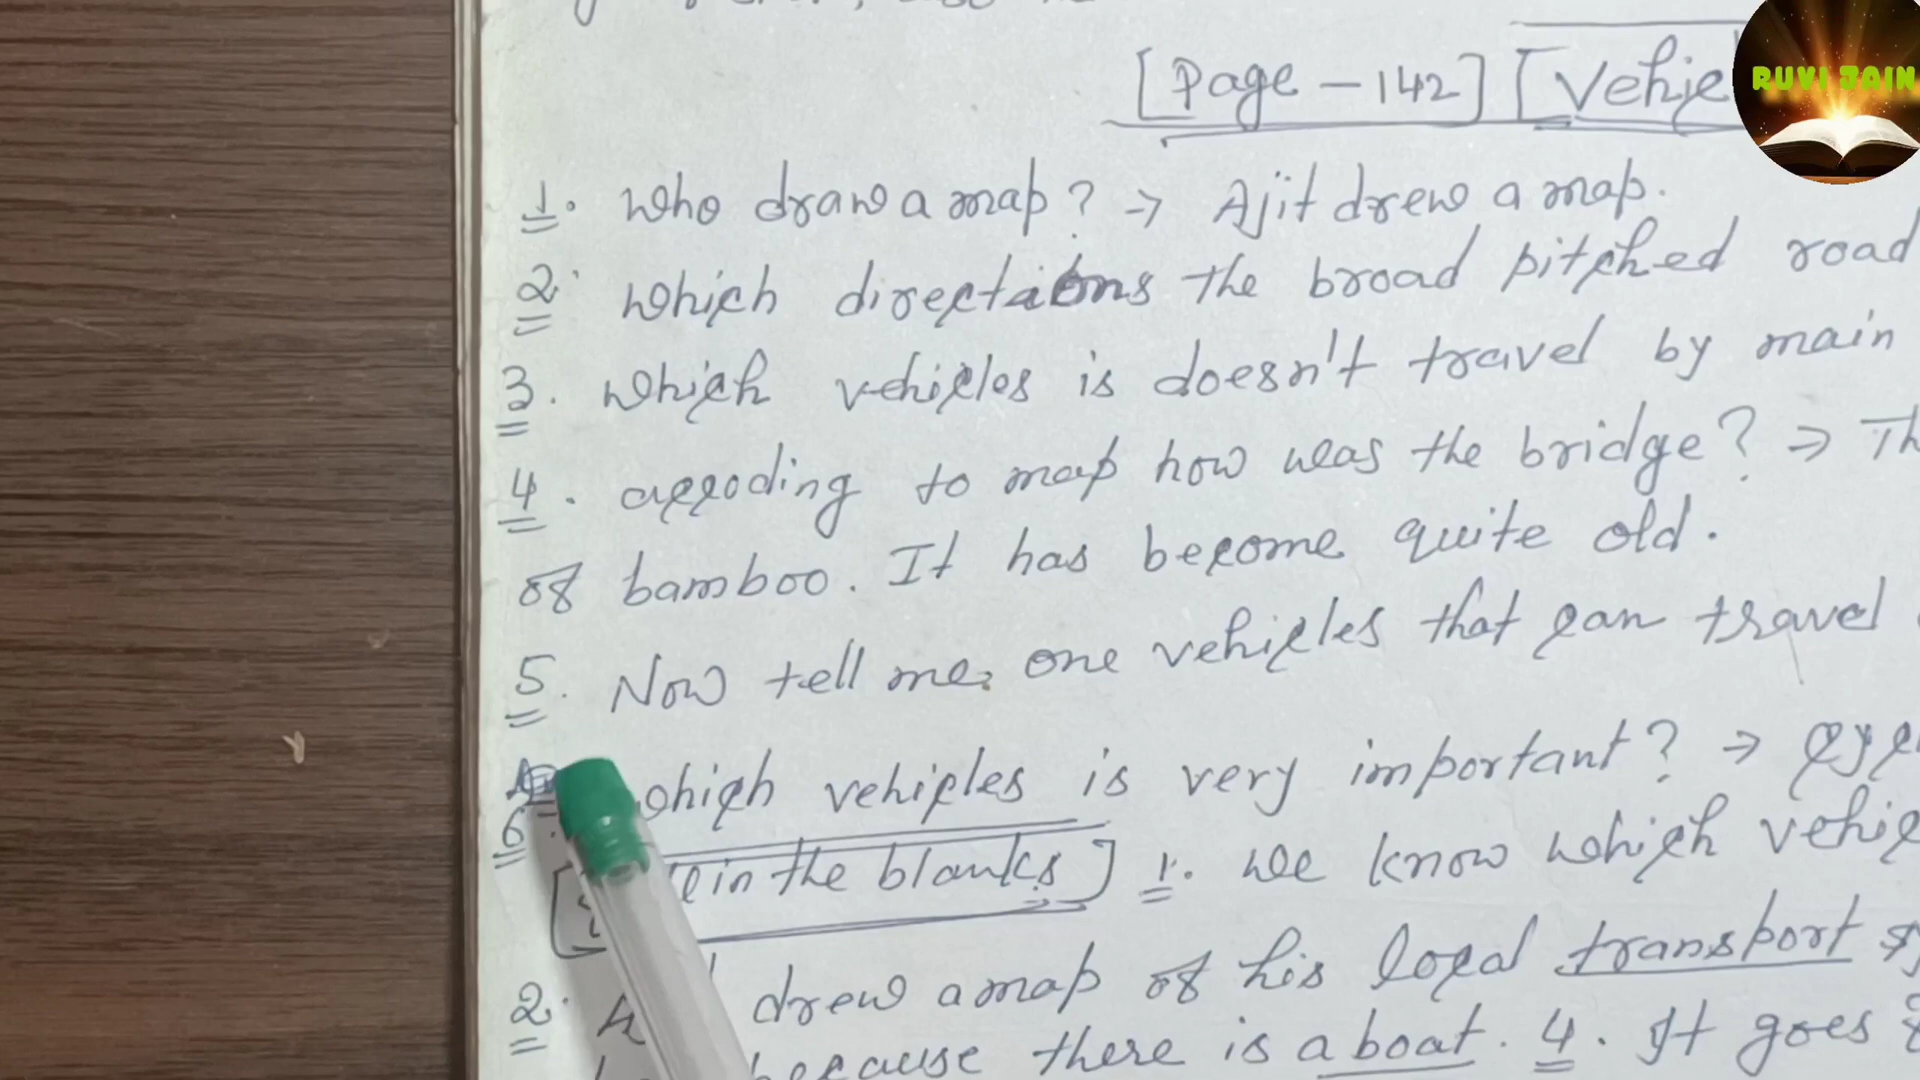 [Page - 142] [Vehic
RUVI JAIN
1. Who draw a map? → Ajit drew a map.
2. Which directions the broad pitched road
3. Which vehicles is doesn't travel by main
4. accoding to map how was the bridge? → Th
of bamboo. It has become quite old.
5. Now tell me, one vehicles that can travel
6. which vehicles is very important? → cyc
in the blanks] 1. We know which vehic
2. drew a map of his local transport sy
because there is a boat. 4. It goes